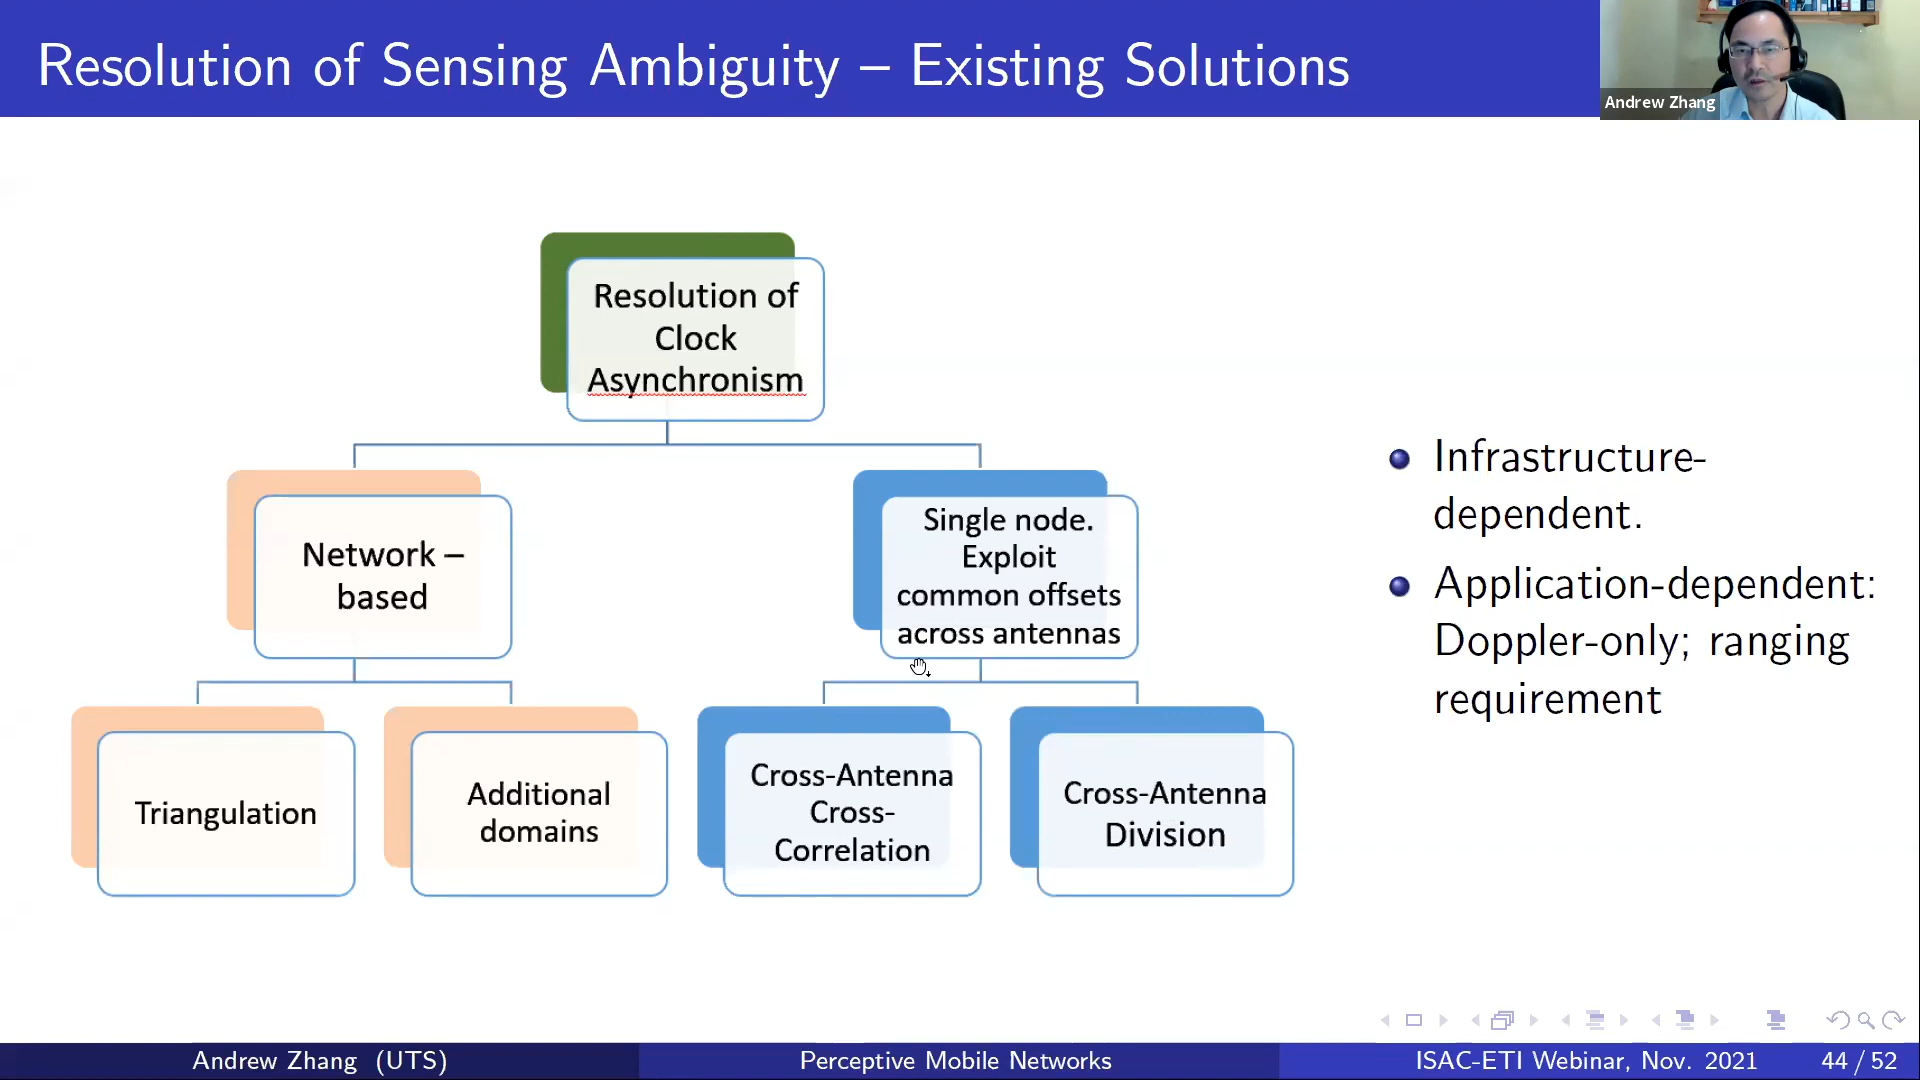 Resolution of Sensing Ambiguity – Existing Solutions
Andrew Zhang
Resolution of
Clock
Asynchronism
Network –
based
Single node.
Exploit
common offsets
across antennas
Triangulation
Additional
domains
Cross-Antenna
Cross-
Correlation
Cross-Antenna
Division
Infrastructure-
dependent.
Application-dependent:
Doppler-only; ranging
requirement
Andrew Zhang (UTS)
Perceptive Mobile Networks
ISAC-ETI Webinar, Nov. 2021
44 / 52